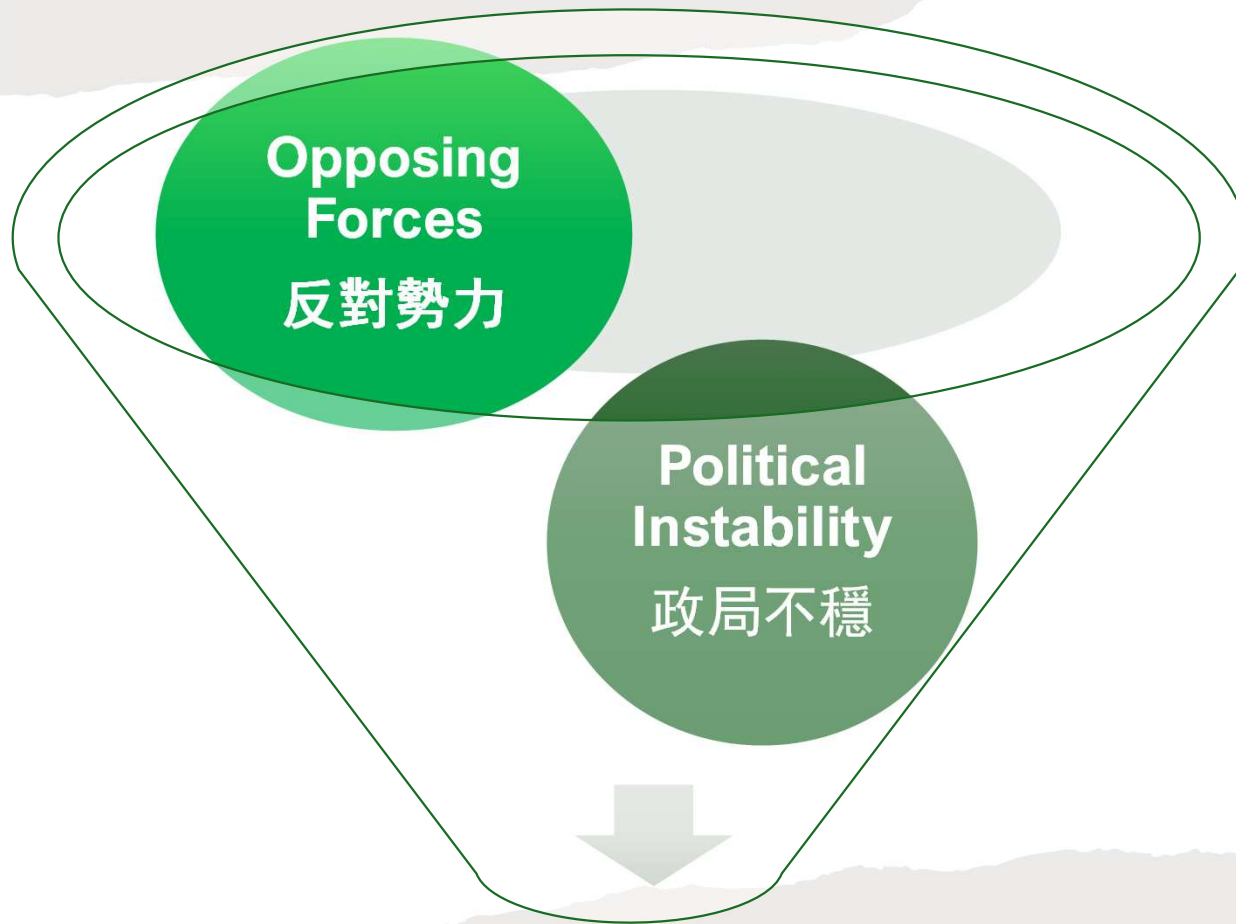 Opposing
Forces
反對勢力
Political
Instability
政局不穩